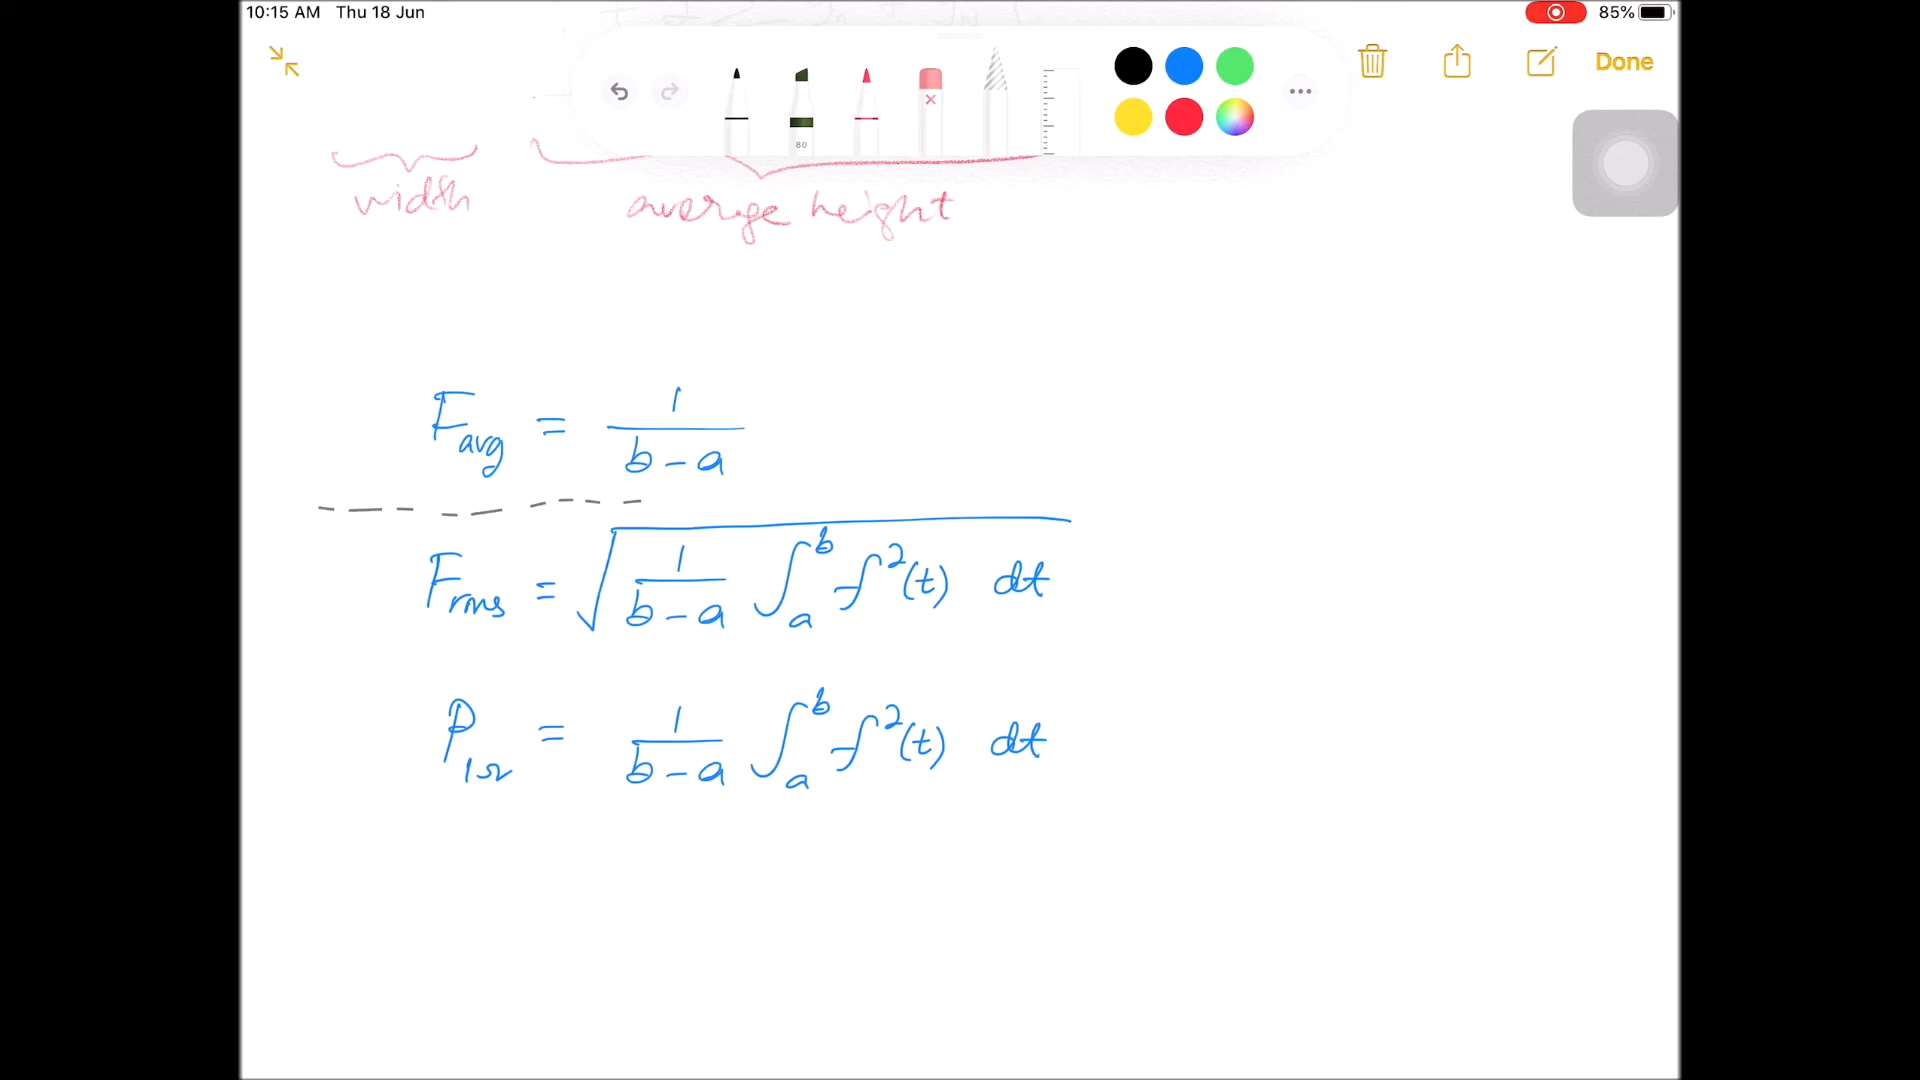 10:15 AM Thu 18 Jun
85%
80
Done
width
average height
F_avg = 1/(b-a)
F_rms = √(1/(b-a) ∫_a^b f²(t) dt)
P_1Ω = 1/(b-a) ∫_a^b f²(t) dt